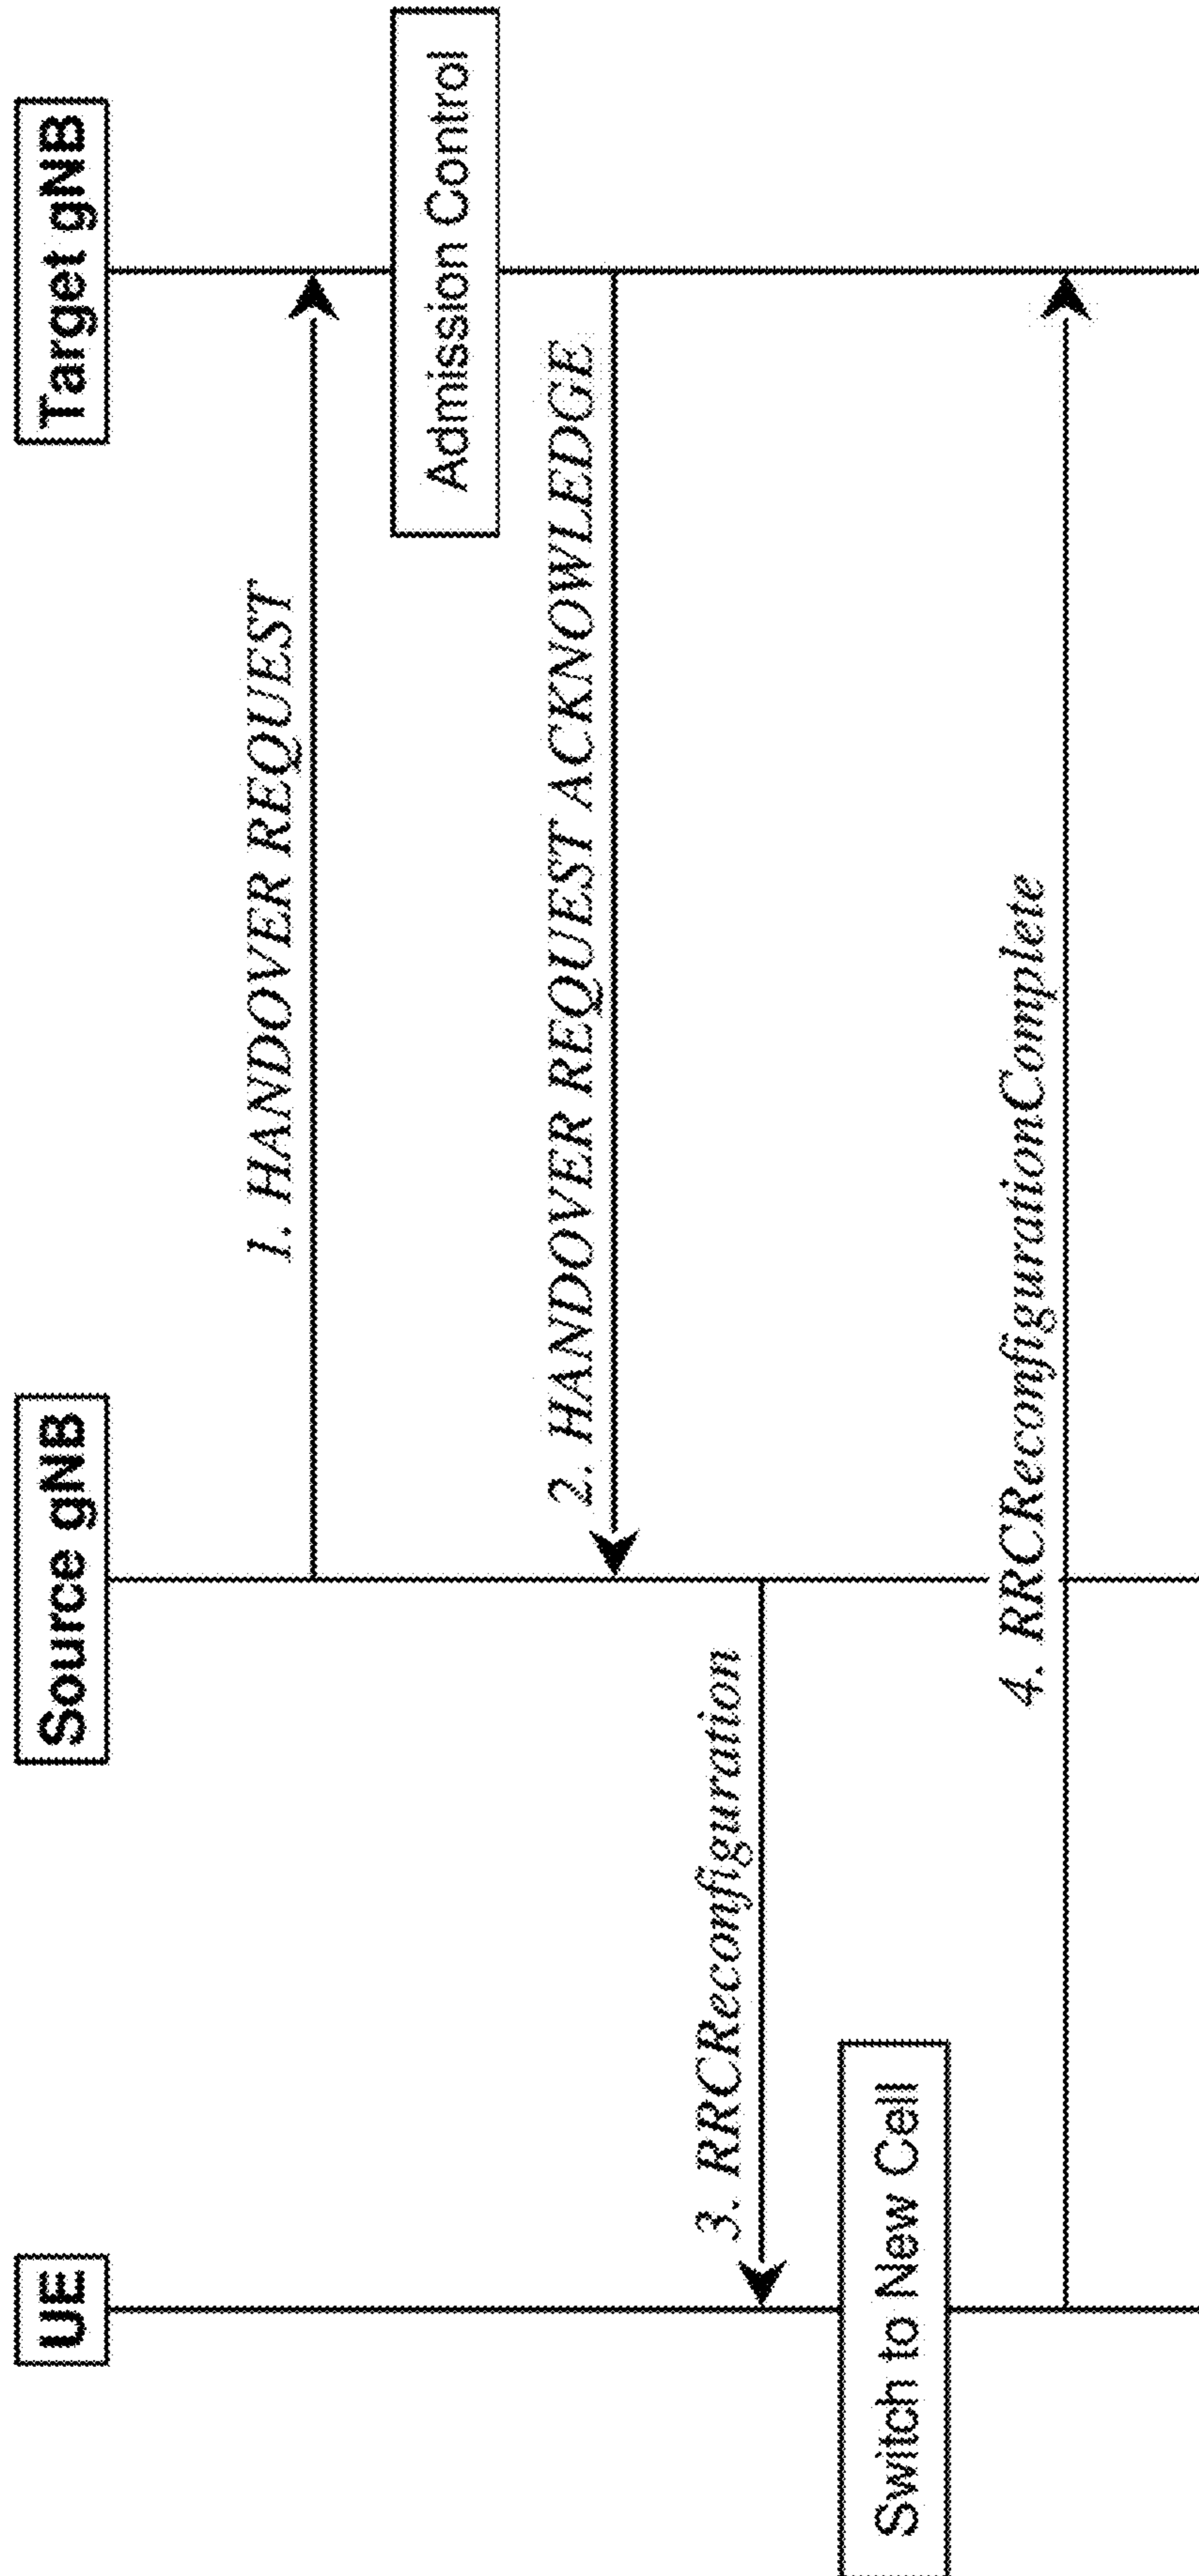 UE
Source gNB
Target gNB
1. HANDOVER REQUEST
Admission Control
2. HANDOVER REQUEST ACKNOWLEDGE
3. RRCReconfiguration
Switch to New Cell
4. RRCReconfigurationComplete